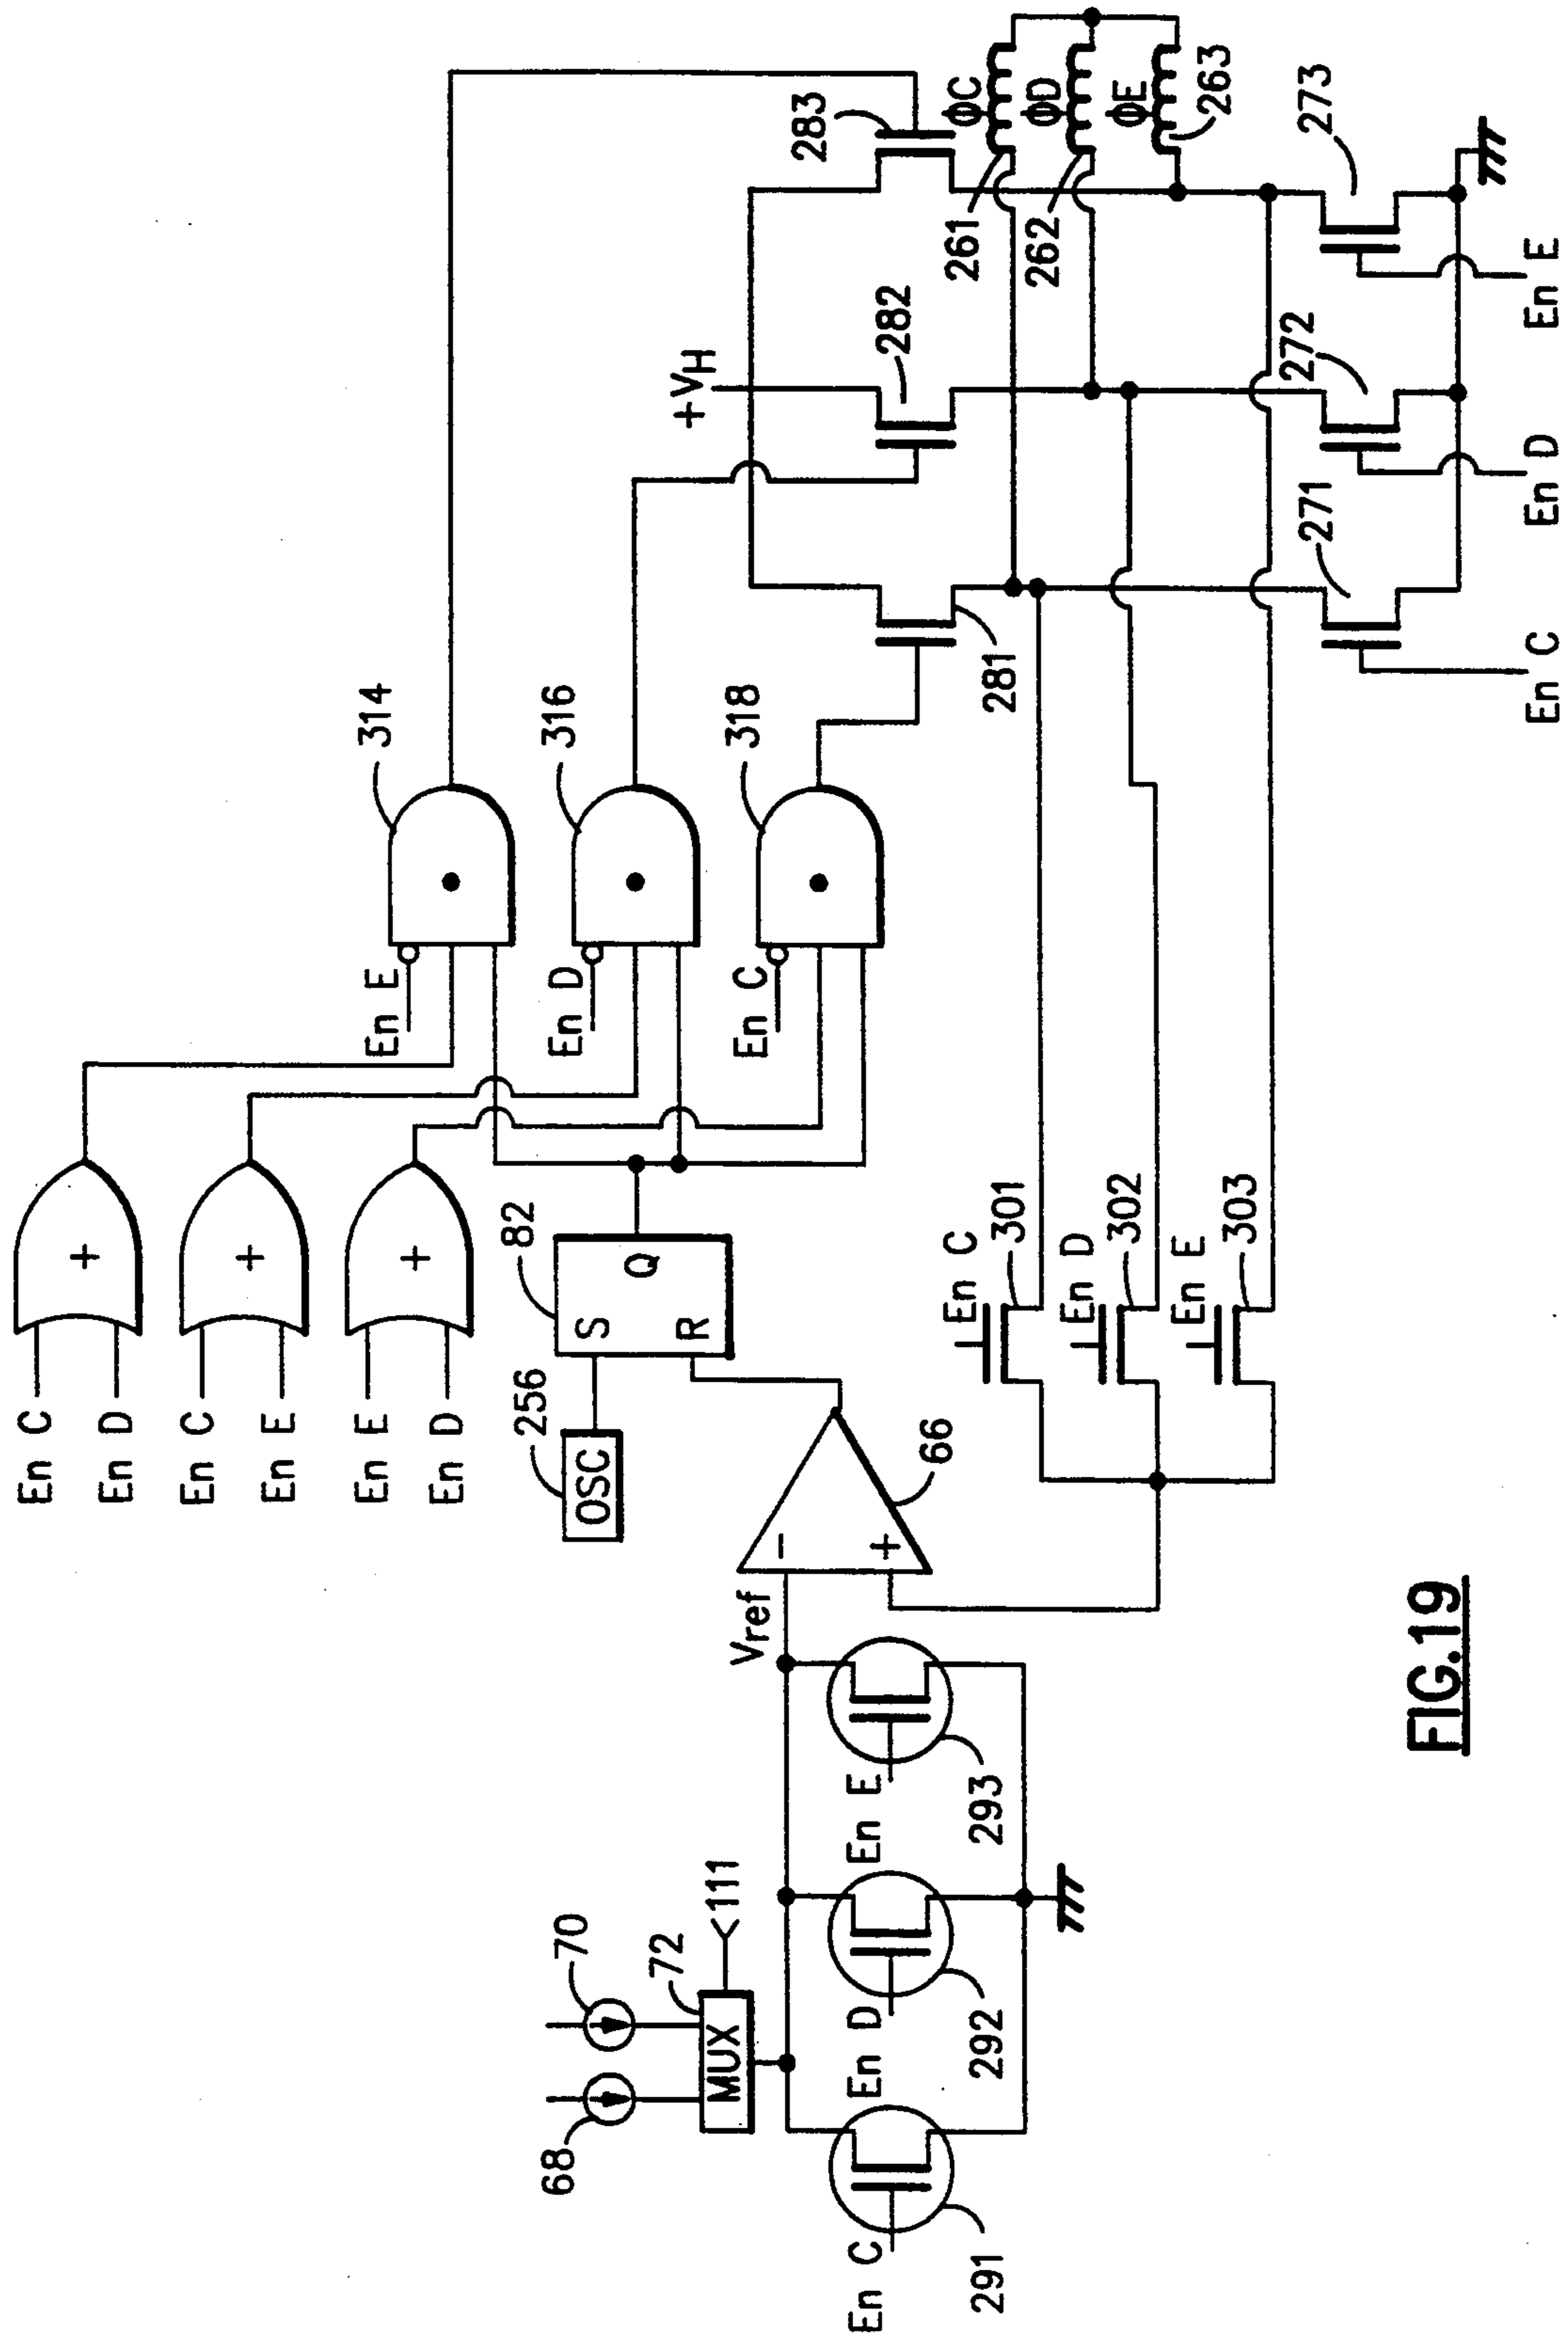 En C
En D
En C
En E
En E
En D
+
+
+
314
316
318
En E
En D
En C
82
S
R
Q
256
OSC
66
-
+
Vref
En C
301
En D
302
En E
303
70
68
72
MUX
111
En C
291
En D
292
En E
293
+VH
283
282
281
ΦC
ΦD
ΦE
261
262
263
273
272
271
En C
En D
En E
FIG.19